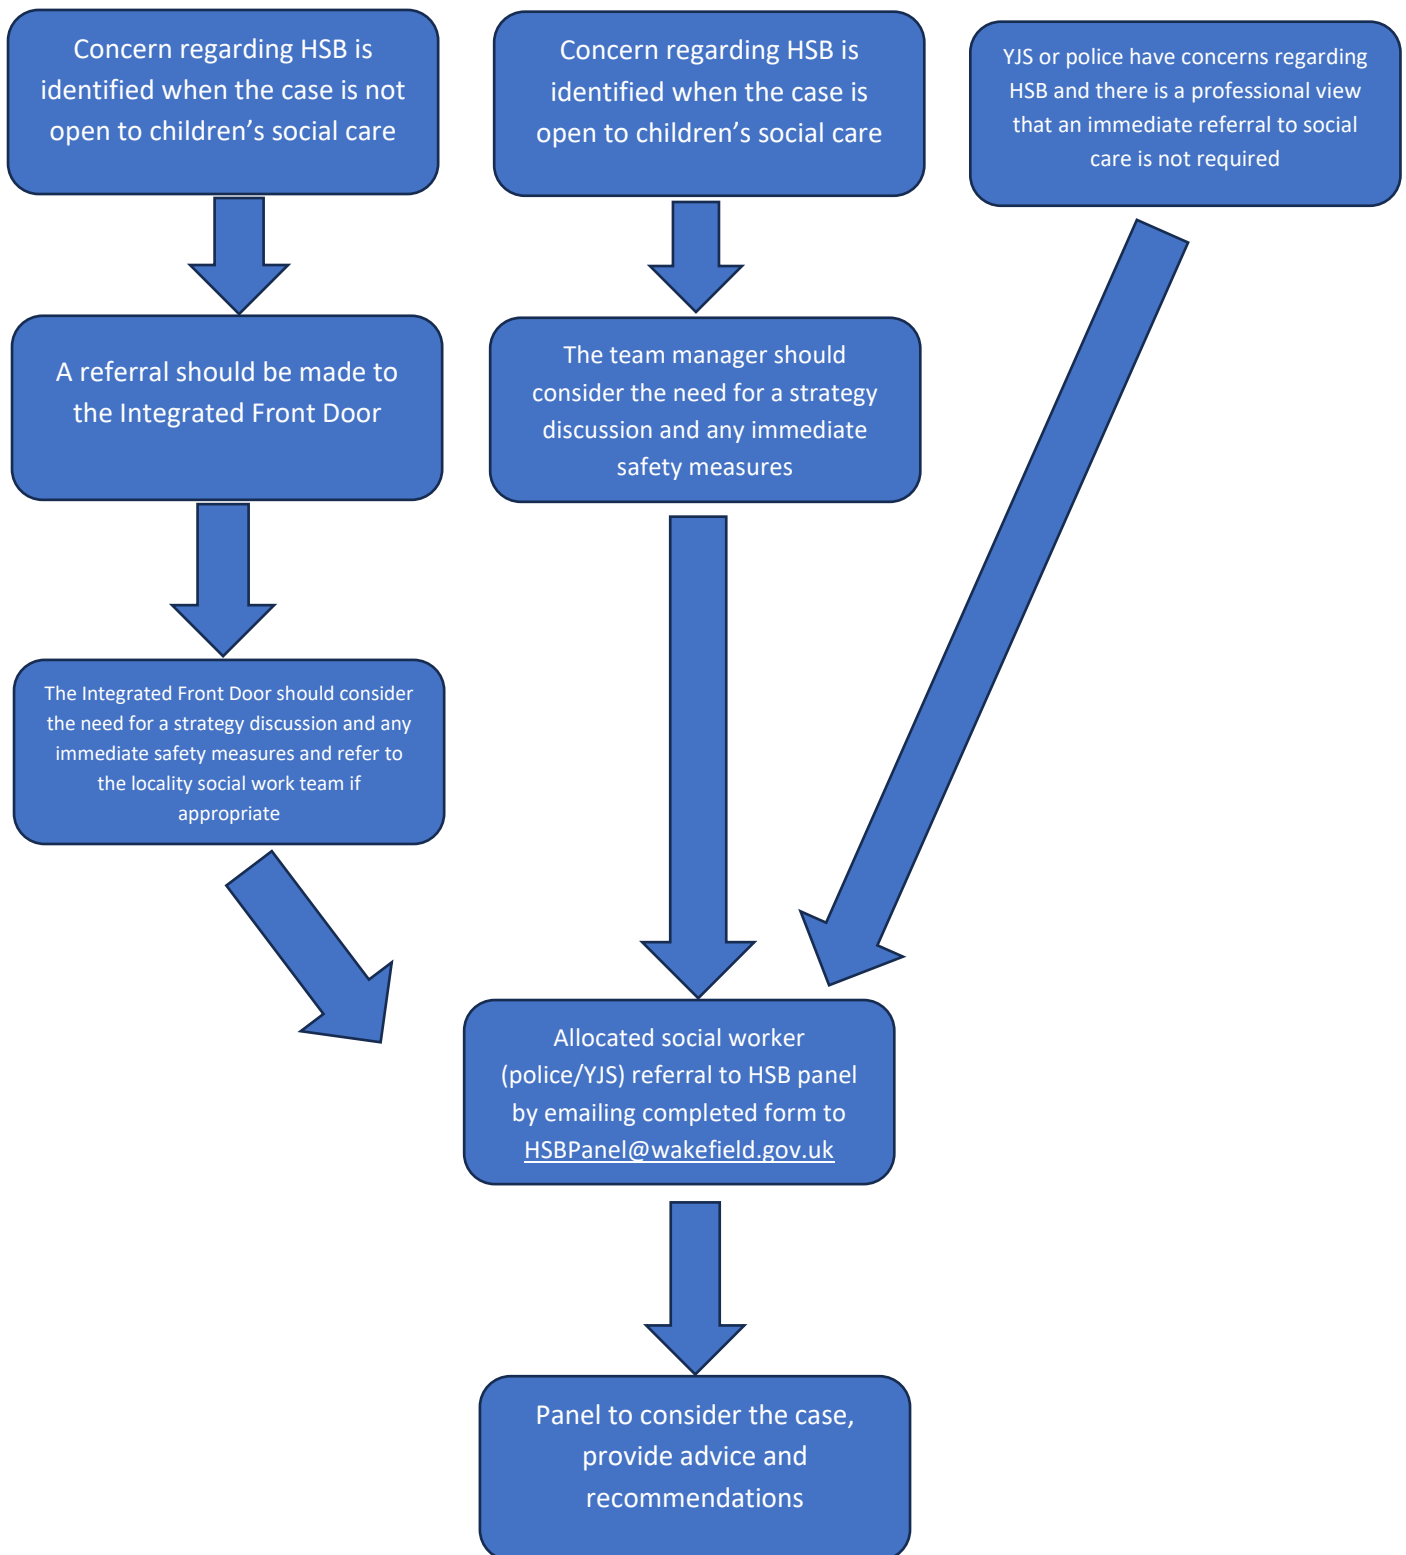 Concern regarding HSB is
identified when the case is not
open to children’s social care
Concern regarding HSB is
identified when the case is
open to children’s social care
YJS or police have concerns regarding
HSB and there is a professional view
that an immediate referral to social
care is not required
A referral should be made to
the Integrated Front Door
The team manager should
consider the need for a strategy
discussion and any immediate
safety measures
The Integrated Front Door should consider
the need for a strategy discussion and any
immediate safety measures and refer to
the locality social work team if
appropriate
Allocated social worker
(police/YJS) referral to HSB panel
by emailing completed form to
HSBPanel@wakefield.gov.uk
Panel to consider the case,
provide advice and
recommendations